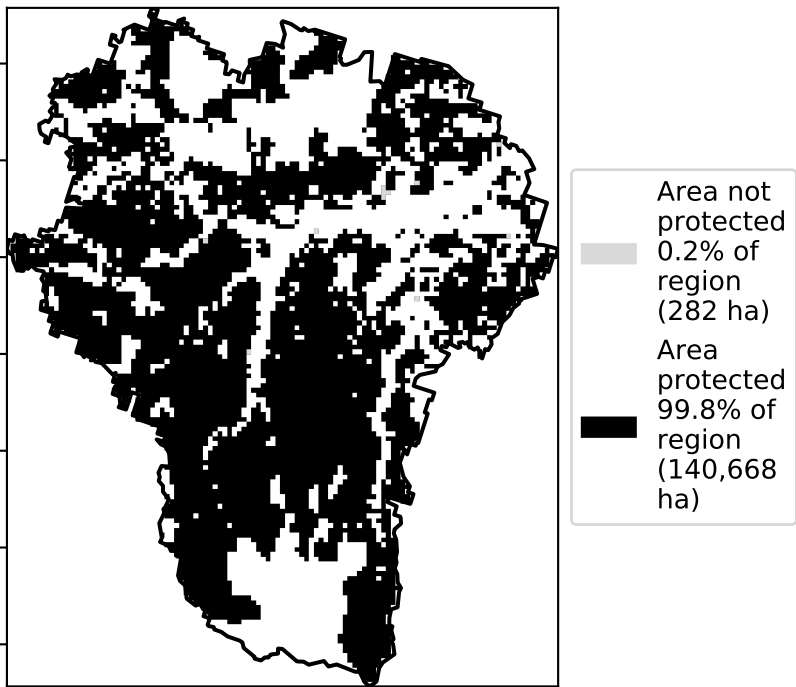 Area not
protected
0.2% of
region
(282 ha)
Area
protected
99.8% of
region
(140,668
ha)